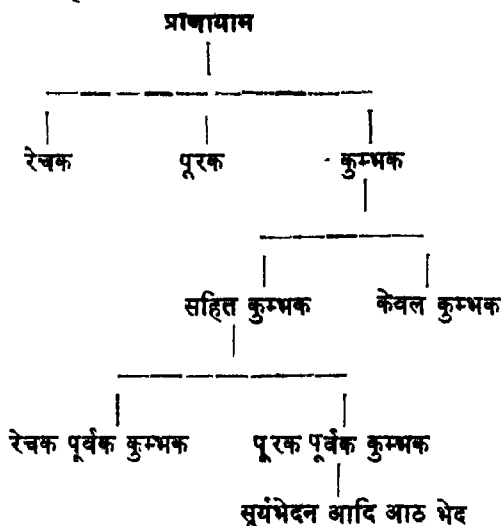 प्राणायाम
रेचक पूरक कुम्भक
सहित कुम्भक केवल कुम्भक
रेचक पूर्वक कुम्भक पूरक पूर्वक कुम्भक
सूर्यभेदन आदि आठ भेद